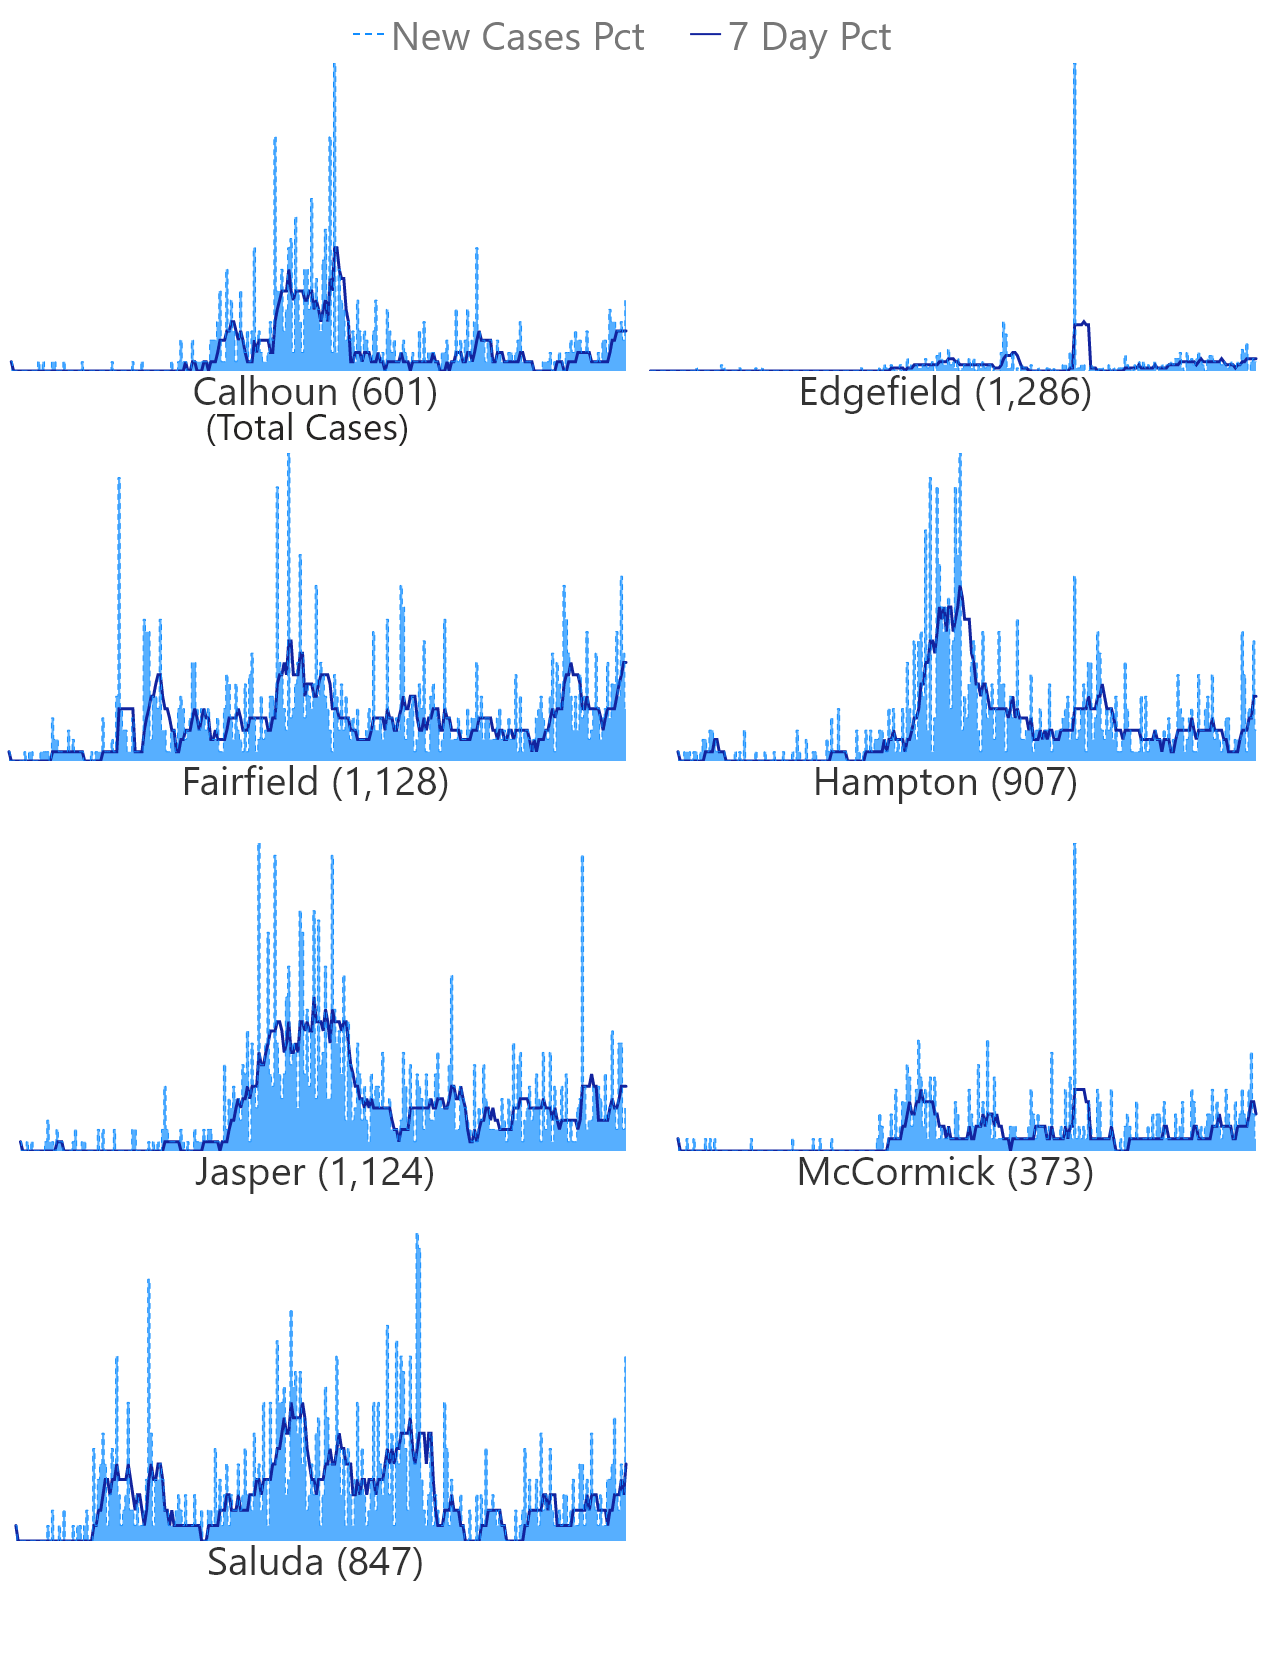 New Cases Pct 7 Day Pct
Calhoun (601) Edgefield (1,286)
(Total Cases)
Fairfield (1,128) Hampton (907)
Jasper (1,124) McCormick (373)
Saluda (847)